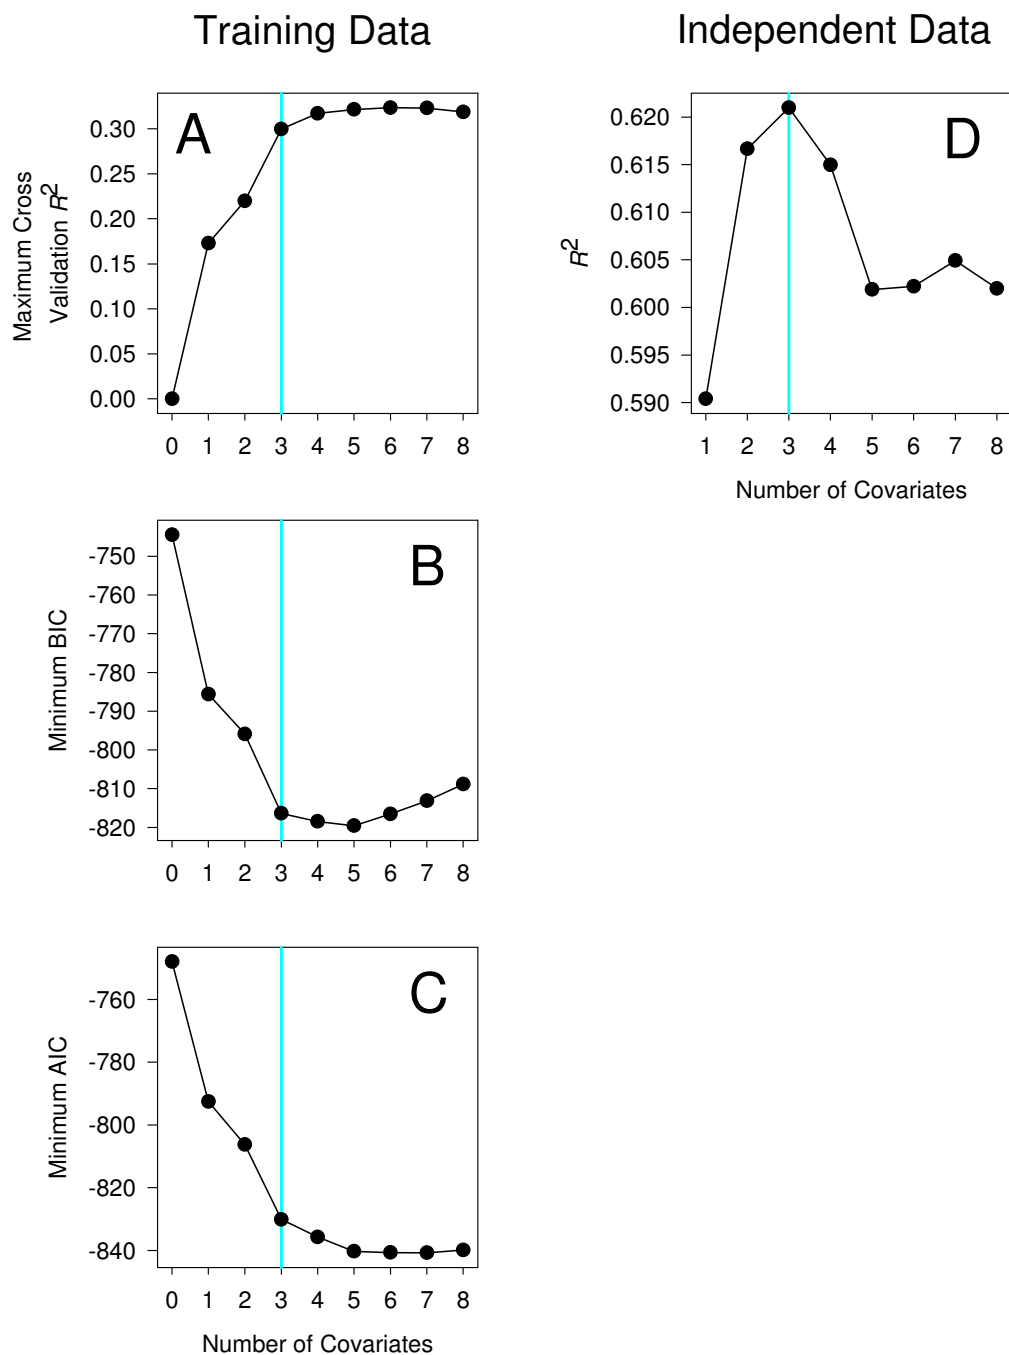 Training Data
Independent Data
A
Maximum Cross
Validation R²
0.30
0.25
0.20
0.15
0.10
0.05
0.00
0 1 2 3 4 5 6 7 8
D
R²
0.620
0.615
0.610
0.605
0.600
0.595
0.590
1 2 3 4 5 6 7 8
Number of Covariates
B
Minimum BIC
-750
-760
-770
-780
-790
-800
-810
-820
0 1 2 3 4 5 6 7 8
C
Minimum AIC
-760
-780
-800
-820
-840
0 1 2 3 4 5 6 7 8
Number of Covariates